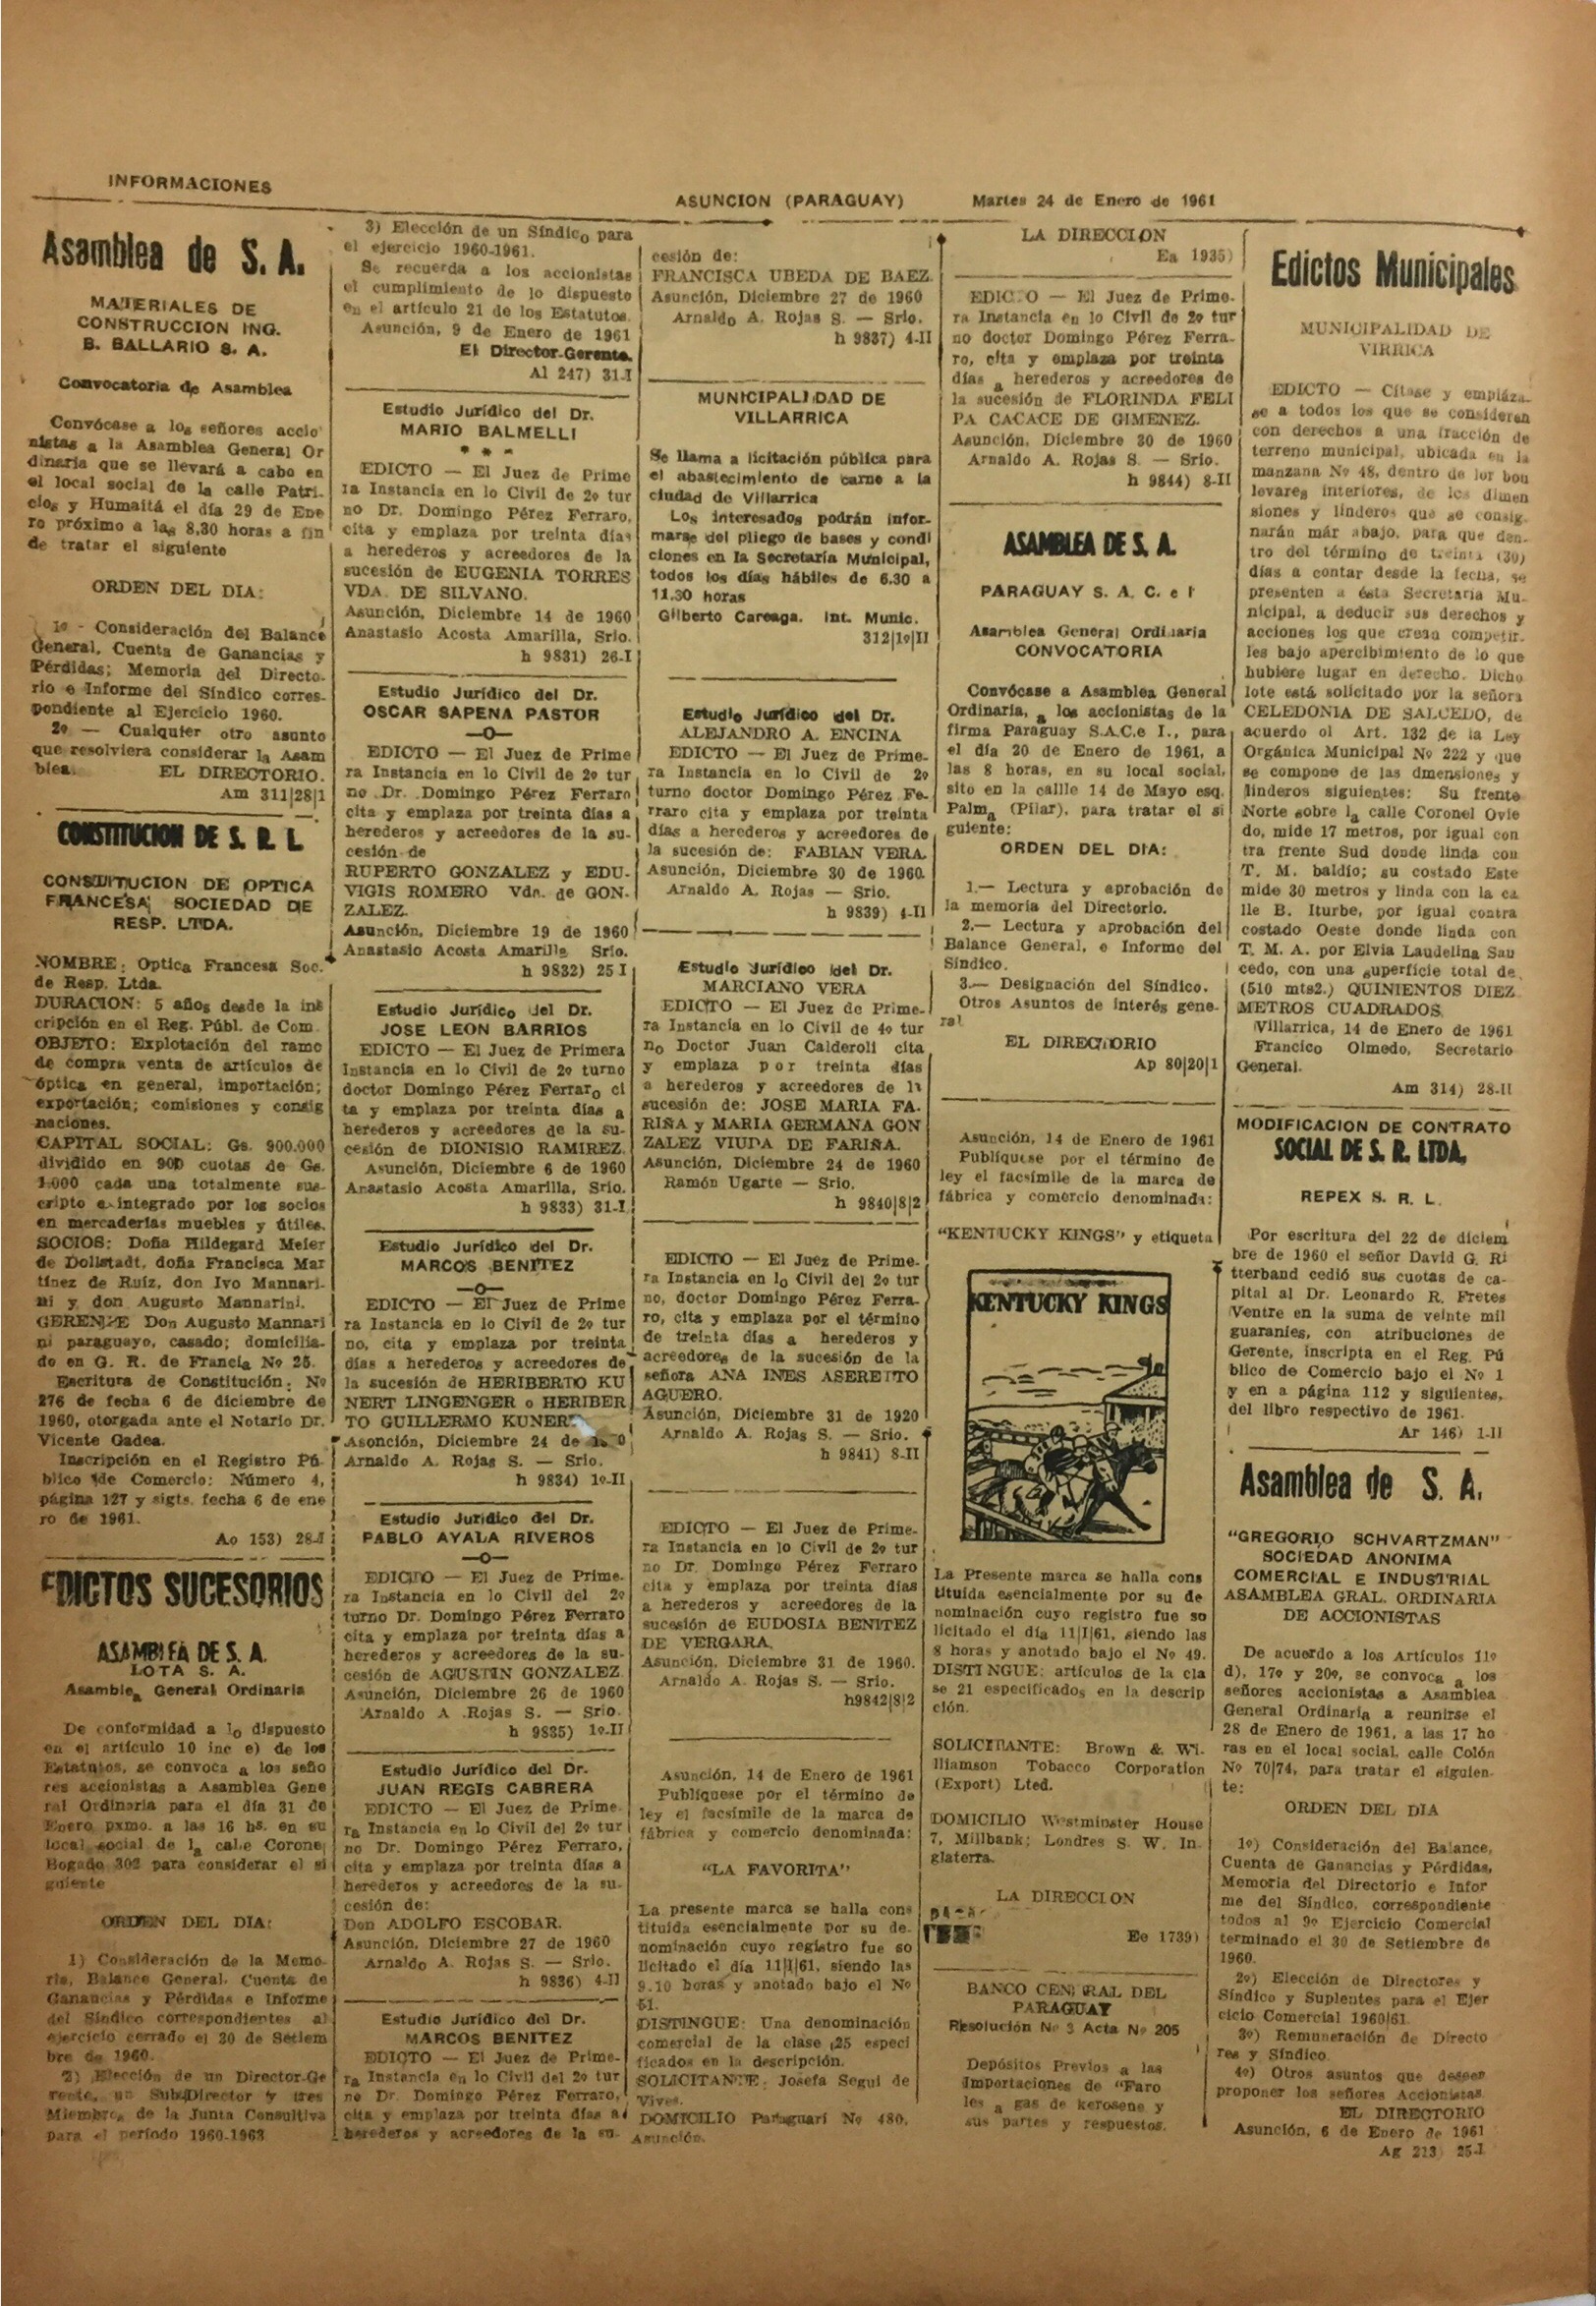 INFORMACIONES
ASUNCION (PARAGUAY)
Martes 24 de Enero de 1961
Asamblea de S. A.
MATERIALES DE
CONSTRUCCION ING.
B. BALLARIO S. A.
Convocatoria de Asamblea
Convócase a los señores accio
nistas a la Asamblea General Or
dinaria que se llevará a cabo en
el local social de la calle Patri-
cios y Humaitá el día 29 de Ene
ro próximo a las 8,30 horas a fin
de tratar el siguiente
ORDEN DEL DIA:
1º - Consideración del Balance
General, Cuenta de Ganancias y
Pérdidas; Memoria del Directo-
rio e Informe del Síndico corres-
pondiente al Ejercicio 1960.
2º — Cualquier otro asunto
que resolviera considerar la Asam
blea. EL DIRECTORIO.
Am 311|28|1
CONSTITUCION DE S. R. L.
CONSTITUCION DE OPTICA
FRANCESA; SOCIEDAD DE
RESP. LTDA.
NOMBRE: Optica Francesa Soc.
de Resp. Ltda.
DURACION: 5 años desde la ins
cripción en el Reg. Públ. de Com.
OBJETO: Explotación del ramo
de compra venta de artículos de
óptica en general, importación;
exportación; comisiones y consig
naciones.
CAPITAL SOCIAL: Gs. 900.000
dividido en 900 cuotas de Gs.
1.000 cada una totalmente sus-
cripto e integrado por los socios
en mercaderías muebles y útiles.
SOCIOS: Doña Hildegard Meier
de Dollstadt, doña Francisca Mar
tínez de Ruíz, don Ivo Mannari-
ni y don Augusto Mannarini.
GERENTE Don Augusto Mannari
ni paraguayo, casado; domicilia-
do en G. R. de Francia Nº 25.
Escritura de Constitución: Nº
276 de fecha 6 de diciembre de
1960, otorgada ante el Notario Dr.
Vicente Gadea.
Inscripción en el Registro Pú-
blico de Comercio: Número 4,
página 127 y sigts. fecha 6 de ene
ro de 1961.
Ao 153) 28-I
EDICTOS SUCESORIOS
ASAMBLEA DE S. A.
LOTA S. A.
Asamblea General Ordinaria
De conformidad a lo dispuesto
en el artículo 10 inc e) de los
Estatutos, se convoca a los seño
res accionistas a Asamblea Gene
ral Ordinaria para el día 31 de
Enero pxmo. a las 16 hs. en su
local social de la calle Corone,
Bogado 302 para considerar el si
guiente
ORDEN DEL DIA:
1) Consideración de la Memo-
ria, Balance General, Cuenta de
Ganancias y Pérdidas e Informe
del Síndico correspondientes al
ejercicio cerrado el 30 de Setiem
bre de 1960.
2) Elección de un Director-Ge
rente, un Sub-Director y tres
Miembros de la Junta Consultiva
para el período 1960-1963
3) Elección de un Síndico para
el ejercicio 1960-1961.
Se recuerda a los accionistas
el cumplimiento de lo dispuesto
en el artículo 21 de los Estatutos.
Asunción, 9 de Enero de 1961
El Director-Gerente.
Al 247) 31-I
Estudio Jurídico del Dr.
MARIO BALMELLI
* * *
EDICTO — El Juez de Prime
ra Instancia en lo Civil de 2º tur
no Dr. Domingo Pérez Ferraro,
cita y emplaza por treinta días
a herederos y acreedores de la
sucesión de EUGENIA TORRES
VDA. DE SILVANO.
Asunción, Diciembre 14 de 1960
Anastasio Acosta Amarilla, Srio.
h 9831) 26-I
Estudio Jurídico del Dr.
OSCAR SAPENA PASTOR
—O—
EDICTO — El Juez de Prime
ra Instancia en lo Civil de 2º tur
no Dr. Domingo Pérez Ferraro
cita y emplaza por treinta días a
herederos y acreedores de la su-
cesión de
RUPERTO GONZALEZ y EDU-
VIGIS ROMERO Vda. de GON-
ZALEZ.
Asunción, Diciembre 19 de 1960
Anastasio Acosta Amarilla Srio.
h 9832) 25 I
Estudio Jurídico del Dr.
JOSE LEON BARRIOS
EDICTO — El Juez de Primera
Instancia en lo Civil de 2º turno
doctor Domingo Pérez Ferraro ci
ta y emplaza por treinta días a
herederos y acreedores de la su-
cesión de DIONISIO RAMIREZ.
Asunción, Diciembre 6 de 1960
Anastasio Acosta Amarilla, Srio.
h 9833) 31-I
Estudio Jurídico del Dr.
MARCOS BENITEZ
—O—
EDICTO — El Juez de Prime
ra Instancia en lo Civil de 2º tur
no, cita y emplaza por treinta
días a herederos y acreedores de
la sucesión de HERIBERTO KU
NERT LINGENGER o HERIBER
TO GUILLERMO KUNERT
Asonción, Diciembre 24 de
Arnaldo A. Rojas S. — Srio.
h 9834) 1º-II
Estudio Jurídico del Dr.
PABLO AYALA RIVEROS
—O—
EDICTO — El Juez de Prime-
ra Instancia en lo Civil del 2º
turno Dr. Domingo Pérez Ferraro
cita y emplaza por treinta días a
herederos y acreedores de la su-
cesión de AGUSTIN GONZALEZ
Asunción, Diciembre 26 de 1960
Arnaldo A .Rojas S. — Srio.
h 9835) 1º-II
Estudio Jurídico del Dr.
JUAN REGIS CABRERA
EDICTO — El Juez de Prime-
ra Instancia en lo Civil del 2º tur
no Dr. Domingo Pérez Ferraro,
cita y emplaza por treinta días a
herederos y acreedores de la su-
cesión de:
Don ADOLFO ESCOBAR.
Asunción, Diciembre 27 de 1960
Arnaldo A. Rojas S. — Srio.
h 9836) 4-II
Estudio Jurídico del Dr.
MARCOS BENITEZ
EDICTO — El Juez de Prime-
ra Instancia en lo Civil del 2º tur
no Dr. Domingo Pérez Ferraro,
cita y emplaza por treinta días a
herederos y acreedores de la su-
cesión de:
FRANCISCA UBEDA DE BAEZ.
Asunción, Diciembre 27 de 1960
Arnaldo A. Rojas S. — Srio.
h 9837) 4-II
MUNICIPALIDAD DE
VILLARRICA
Se llama a licitación pública para
el abastecimiento de carne a la
ciudad de Villarrica
Los interesados podrán infor-
marse del pliego de bases y condi
ciones en la Secretaría Municipal,
todos los días hábiles de 6.30 a
11.30 horas
Gilberto Careaga. Int. Munic.
312|1º|II
Estudio Jurídico del Dr.
ALEJANDRO A. ENCINA
EDICTO — El Juez de Prime-
ra Instancia en lo Civil de 2º
turno doctor Domingo Pérez Fe-
rraro cita y emplaza por treinta
días a herederos y acreedores de
la sucesión de: FABIAN VERA.
Asunción, Diciembre 30 de 1960.
Arnaldo A. Rojas — Srio.
h 9839) 4-II
Estudio Jurídico del Dr.
MARCIANO VERA
EDICTO — El Juez de Prime-
ra Instancia en lo Civil de 4º tur
no Doctor Juan Calderoli cita
y emplaza por treinta días
a herederos y acreedores de la
sucesión de: JOSE MARIA FA-
RIÑA y MARIA GERMANA GON
ZALEZ VIUDA DE FARIÑA.
Asunción, Diciembre 24 de 1960
Ramón Ugarte — Srio.
h 9840|8|2
EDICTO — El Juez de Prime-
ra Instancia en lo Civil del 2º tur
no, doctor Domingo Pérez Ferra-
ro, cita y emplaza por el término
de treinta días a herederos y
acreedores de la sucesión de la
señora ANA INES ASEREITO
AGUERO.
Asunción, Diciembre 31 de 1920
Arnaldo A. Rojas S. — Srio.
h 9841) 8-II
EDICTO — El Juez de Prime-
ra Instancia en lo Civil de 2º tur
no Dr. Domingo Pérez Ferraro
cita y emplaza por treinta días
a herederos y acreedores de la
sucesión de EUDOSIA BENITEZ
DE VERGARA.
Asunción, Diciembre 31 de 1960.
Arnaldo A. Rojas S. — Srio.
h9842|8|2
Asunción, 14 de Enero de 1961
Publíquese por el término de
ley el facsímile de la marca de
fábrica y comercio denominada:
"LA FAVORITA"
La presente marca se halla cons
tituída esencialmente por su de-
nominación cuyo registro fue so
licitado el día 11|I|61, siendo las
9.10 horas y anotado bajo el Nº
51.
DISTINGUE: Una denominación
comercial de la clase 25 especi
ficados en la descripción.
SOLICITANTE: Josefa Seguí de
Vives.
DOMICILIO Paraguarí Nº 480.
Asunción.
LA DIRECCION
Ea 1935)
EDICTO — El Juez de Prime-
ra Instancia en lo Civil de 2º tur
no doctor Domingo Pérez Ferra-
ro, cita y emplaza por treinta
días a herederos y acreedores de
la sucesión de FLORINDA FELI
PA CACACE DE GIMENEZ.
Asunción, Diciembre 30 de 1960
Arnaldo A. Rojas S. — Srio.
h 9844) 8-II
ASAMBLEA DE S. A.
PARAGUAY S. A. C. e I
Asamblea General Ordinaria
CONVOCATORIA
Convócase a Asamblea General
Ordinaria, a los accionistas de la
firma Paraguay S.A.C.e I., para
el día 20 de Enero de 1961, a
las 8 horas, en su local social,
sito en la callle 14 de Mayo esq.
Palma (Pilar), para tratar el si
guiente:
ORDEN DEL DIA:
1.— Lectura y aprobación de
la memoria del Directorio.
2.— Lectura y aprobación del
Balance General, e Informe del
Síndico.
3.— Designación del Síndico.
Otros Asuntos de interés gene-
ral.
EL DIRECTORIO
Ap 80|20|1
Asunción, 14 de Enero de 1961
Publíquese por el término de
ley el facsímile de la marca de
fábrica y comercio denominada:
"KENTUCKY KINGS" y etiqueta
KENTUCKY KINGS
La Presente marca se halla cons
tituída esencialmente por su de
nominación cuyo registro fue so
licitado el día 11|I|61, siendo las
8 horas y anotado bajo el Nº 49.
DISTINGUE: artículos de la cla
se 21 especificados en la descrip
ción.
SOLICITANTE: Brown & Wi-
lliamson Tobacco Corporation
(Export) Lted.
DOMICILIO Westminster House
7, Millbank; Londres S. W. In-
glaterra.
LA DIRECCION
Ee 1739)
BANCO CENTRAL DEL
PARAGUAY
Resolución Nº 3 Acta Nº 205
Depósitos Previos a las
Importaciones de "Faro
les a gas de kerosene y
sus partes y respuestos.
Edictos Municipales
MUNICIPALIDAD DE
VIRRICA
EDICTO — Cítase y empláza-
se a todos los que se consideren
con derechos a una fracción de
terreno municipal, ubicada en la
manzana Nº 48, dentro de lor bou
levares interiores, de los dimen
siones y linderos que se consig-
narán már abajo, para que den-
tro del término de treinta (30)
días a contar desde la fecha, se
presenten a ésta Secretaría Mu-
nicipal, a deducir sus derechos y
acciones los que creen competir-
les bajo apercibimiento de lo que
hubiere lugar en derecho. Dicho
lote está solicitado por la señora
CELEDONIA DE SALCEDO, de
acuerdo ol Art. 132 de la Ley
Orgánica Municipal Nº 222 y que
se compone de las dmensiones y
linderos siguientes: Su frente
Norte sobre la calle Coronel Ovie
do, mide 17 metros, por igual con
tra frente Sud donde linda con
T. M. baldío; su costado Este
mide 30 metros y linda con la ca
lle B. Iturbe, por igual contra
costado Oeste donde linda con
T. M. A. por Elvia Laudelina Sau
cedo, con una superficie total de
(510 mts2.) QUINIENTOS DIEZ
METROS CUADRADOS.
Villarrica, 14 de Enero de 1961
Francico Olmedo, Secretario
General.
Am 314) 28-II
MODIFICACION DE CONTRATO
SOCIAL DE S. R. LTDA.
REPEX S. R. L.
Por escritura del 22 de diciem
bre de 1960 el señor David G. Ri
tterband cedió sus cuotas de ca-
pital al Dr. Leonardo R. Fretes
Ventre en la suma de veinte mil
guaraníes, con atribuciones de
Gerente, inscripta en el Reg. Pú
blico de Comercio bajo el Nº 1
y en a página 112 y sigüientes,
del libro respectivo de 1961.
Ar 146) 1-II
Asamblea de S. A.
"GREGORIO SCHVARTZMAN"
SOCIEDAD ANONIMA
COMERCIAL E INDUSTRIAL
ASAMBLEA GRAL. ORDINARIA
DE ACCIONISTAS
De acuerdo a los Artículos 11º
d), 17º y 20º, se convoca a los
señores accionistas a Asamblea
General Ordinaria a reunirse el
28 de Enero de 1961, a las 17 ho
ras en el local social, calle Colón
Nº 70|74, para tratar el siguien-
te:
ORDEN DEL DIA
1º) Consideración del Balance,
Cuenta de Ganancias y Pérdidas,
Memoria del Directorio e Infor
me del Síndico, correspondiente
todos al 9º Ejercicio Comercial
terminado el 30 de Setiembre de
1960.
2º) Elección de Directores y
Síndico y Suplentes para el Ejer
cicio Comercial 1960|61.
3º) Remuneración de Directo
res y Síndico.
4º) Otros asuntos que deseen
proponer los señores Accionistas.
EL DIRECTORIO
Asunción, 6 de Enero de 1961
Ag 213) 25-I